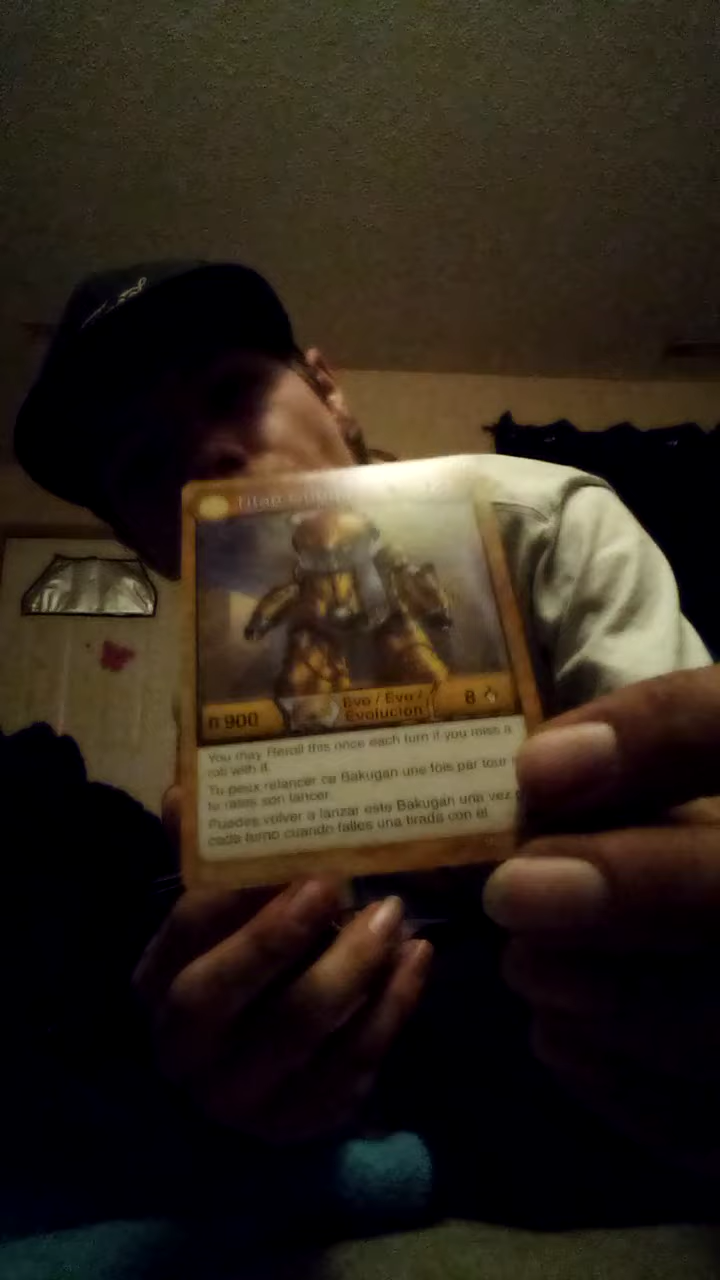 Titan
n 900
Evo / Evo /
Evolución
8
You may Reroll this once each turn if you miss a
roll with it.
Tu peux relancer ce Bakugan une fois par tour
tu rates son lancer.
Puedes volver a lanzar este Bakugan una vez
cada turno cuando falles una tirada con él.